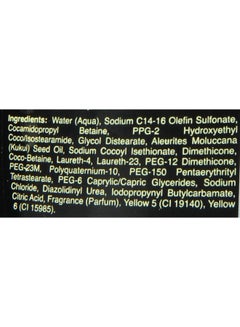 Ingredients: Water (Aqua), Sodium C14-16 Olefin Sulfonate,
Cocamidopropyl Betaine, PPG-2 Hydroxyethyl
Coco/Isostearamide, Glycol Distearate, Aleurites Moluccana
(Kukui) Seed Oil, Sodium Cocoyl Isethionate, Dimethicone,
Coco-Betaine, Laureth-4, Laureth-23, PEG-12 Dimethicone,
PEG-23M, Polyquaternium-10, PEG-150 Pentaerythrityl
Tetrastearate, PEG-6 Caprylic/Capric Glycerides, Sodium
Chloride, Diazolidinyl Urea, Iodopropynyl Butylcarbamate,
Citric Acid, Fragrance (Parfum), Yellow 5 (CI 19140), Yellow
6 (CI 15985).